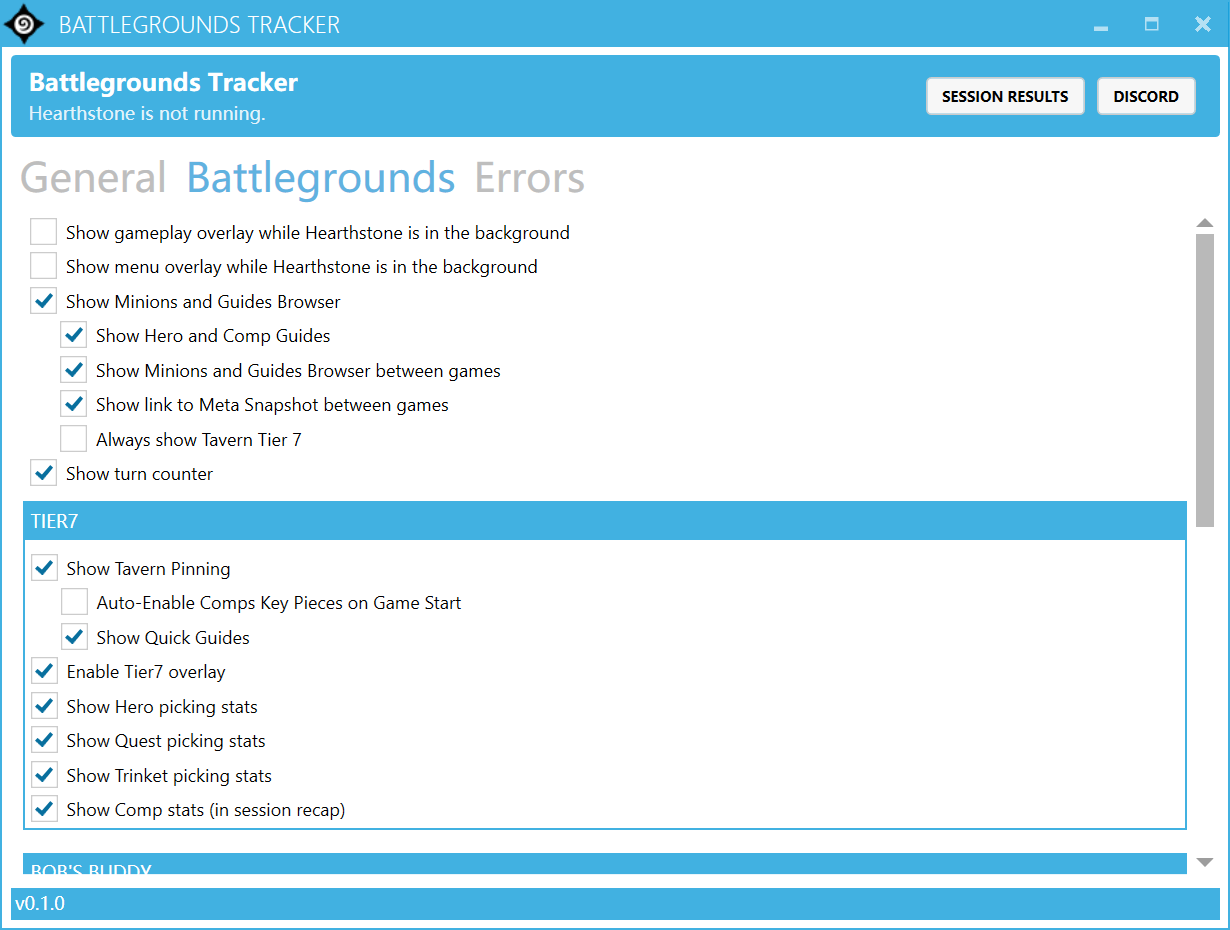 BATTLEGROUNDS TRACKER
Battlegrounds Tracker
Hearthstone is not running.
SESSION RESULTS
DISCORD
General Battlegrounds Errors
Show gameplay overlay while Hearthstone is in the background
Show menu overlay while Hearthstone is in the background
Show Minions and Guides Browser
Show Hero and Comp Guides
Show Minions and Guides Browser between games
Show link to Meta Snapshot between games
Always show Tavern Tier 7
Show turn counter
TIER7
Show Tavern Pinning
Auto-Enable Comps Key Pieces on Game Start
Show Quick Guides
Enable Tier7 overlay
Show Hero picking stats
Show Quest picking stats
Show Trinket picking stats
Show Comp stats (in session recap)
BOB'S BUDDY
v0.1.0